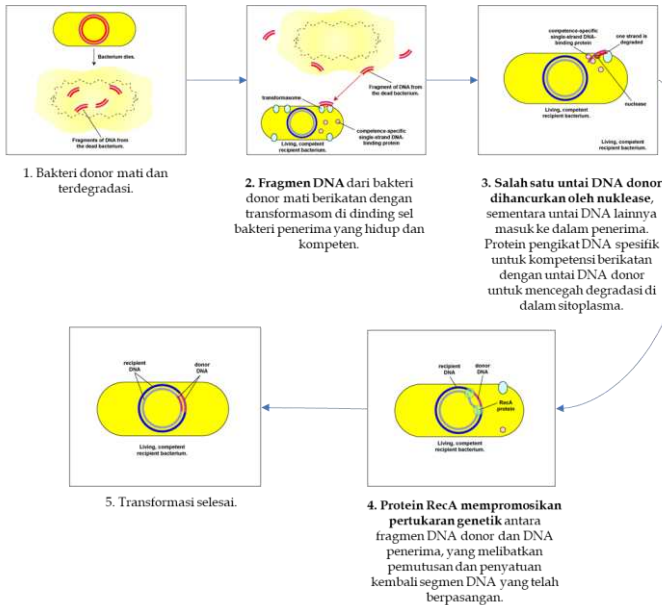 Bacterium dies.
Fragments of DNA from
the dead bacterium.
1. Bakteri donor mati dan
terdegradasi.
Fragment of DNA from
the dead bacterium.
transformasome
competence-specific
single-strand DNA-
binding protein
Living, competent
recipient bacterium.
2. Fragmen DNA dari bakteri
donor mati berikatan dengan
transformasom di dinding sel
bakteri penerima yang hidup dan
kompeten.
competence-specific
single-strand DNA-
binding protein
one strand is
degraded
nuclease
Living, competent
recipient bacterium.
Living, competent
recipient bacterium.
3. Salah satu untai DNA donor
dihancurkan oleh nuklease,
sementara untai DNA lainnya
masuk ke dalam penerima.
Protein pengikat DNA spesifik
untuk kompetensi berikatan
dengan untai DNA donor
untuk mencegah degradasi di
dalam sitoplasma.
recipient
DNA
donor
DNA
RecA
protein
Living, competent
recipient bacterium.
4. Protein RecA mempromosikan
pertukaran genetik antara
fragmen DNA donor dan DNA
penerima, yang melibatkan
pemutusan dan penyatuan
kembali segmen DNA yang telah
berpasangan.
recipient
DNA
donor
DNA
Living, competent
recipient bacterium.
5. Transformasi selesai.